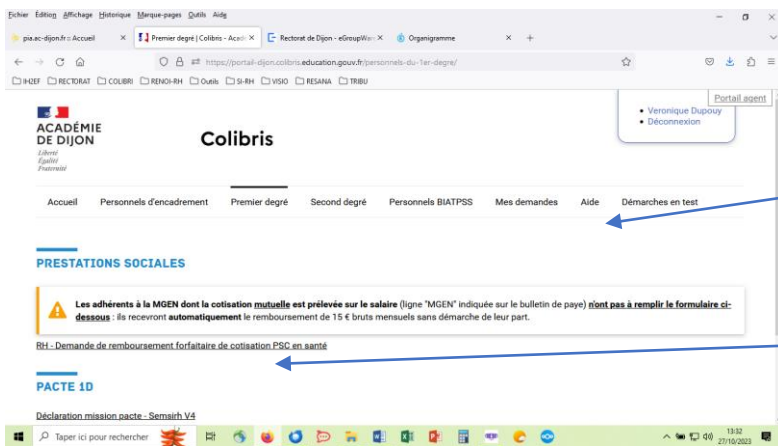 Fichier Édition Affichage Historique Marque-pages Outils Aide
pia.ac-dijon.fr :: Accueil Premier degré | Colibris - Acad Rectorat de Dijon - eGroupWa Organigramme
https://portail-dijon.colibris.education.gouv.fr/personnels-du-1er-degre/
IH2EF RECTORAT COLIBRI RENOI-RH Outils SI-RH VISIO RESANA TRIBU
Portail agent
Veronique Dupouy
Déconnexion
ACADÉMIE
DE DIJON
Liberté
Égalité
Fraternité
Colibris
Accueil Personnels d'encadrement Premier degré Second degré Personnels BIATPSS Mes demandes Aide Démarches en test
PRESTATIONS SOCIALES
Les adhérents à la MGEN dont la cotisation mutuelle est prélevée sur le salaire (ligne "MGEN" indiquée sur le bulletin de paye) n'ont pas à remplir le formulaire ci-
dessous : ils recevront automatiquement le remboursement de 15 € bruts mensuels sans démarche de leur part.
RH - Demande de remboursement forfaitaire de cotisation PSC en santé
PACTE 1D
Déclaration mission pacte - Semsirh V4
Taper ici pour rechercher
13:32
27/10/2023